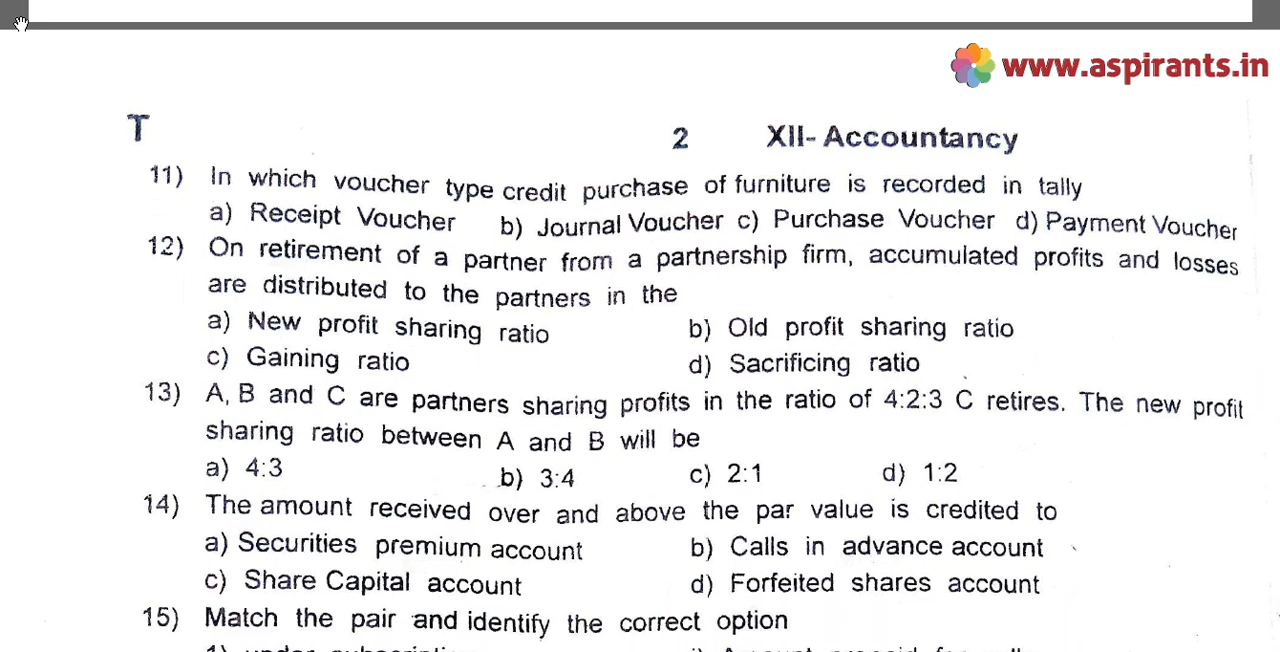 www.aspirants.in
T
2 XII- Accountancy
11) In which voucher type credit purchase of furniture is recorded in tally
a) Receipt Voucher b) Journal Voucher c) Purchase Voucher d) Payment Voucher
12) On retirement of a partner from a partnership firm, accumulated profits and losses
are distributed to the partners in the
a) New profit sharing ratio b) Old profit sharing ratio
c) Gaining ratio d) Sacrificing ratio
13) A, B and C are partners sharing profits in the ratio of 4:2:3 C retires. The new profit
sharing ratio between A and B will be
a) 4:3 b) 3:4 c) 2:1 d) 1:2
14) The amount received over and above the par value is credited to
a) Securities premium account b) Calls in advance account
c) Share Capital account d) Forfeited shares account
15) Match the pair and identify the correct option